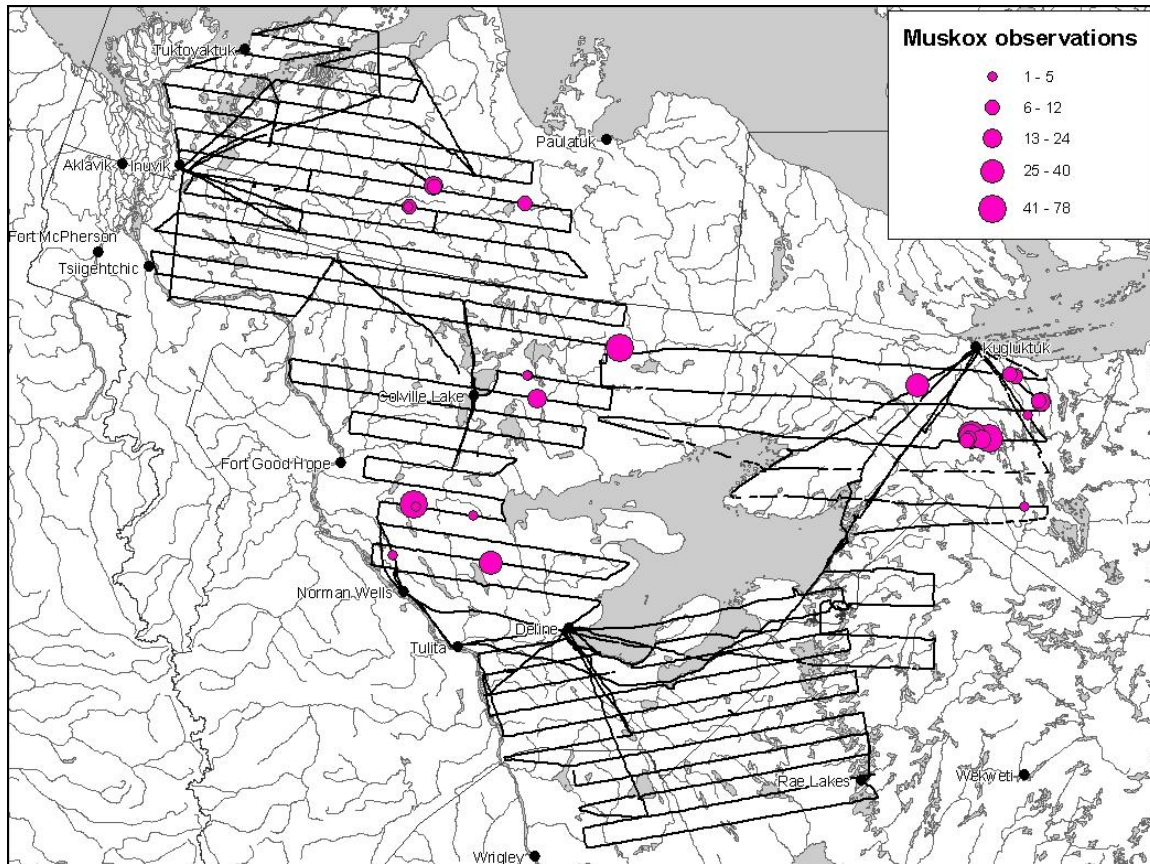 Muskox observations
1 - 5
6 - 12
13 - 24
25 - 40
41 - 78
Tuktoyaktuk
Paulatuk
Aklavik
Inuvik
Fort McPherson
Tsiigehtchic
Kugluktuk
Colville Lake
Fort Good Hope
Norman Wells
Deline
Tulita
Rae Lakes
Wekweti
Wrigley